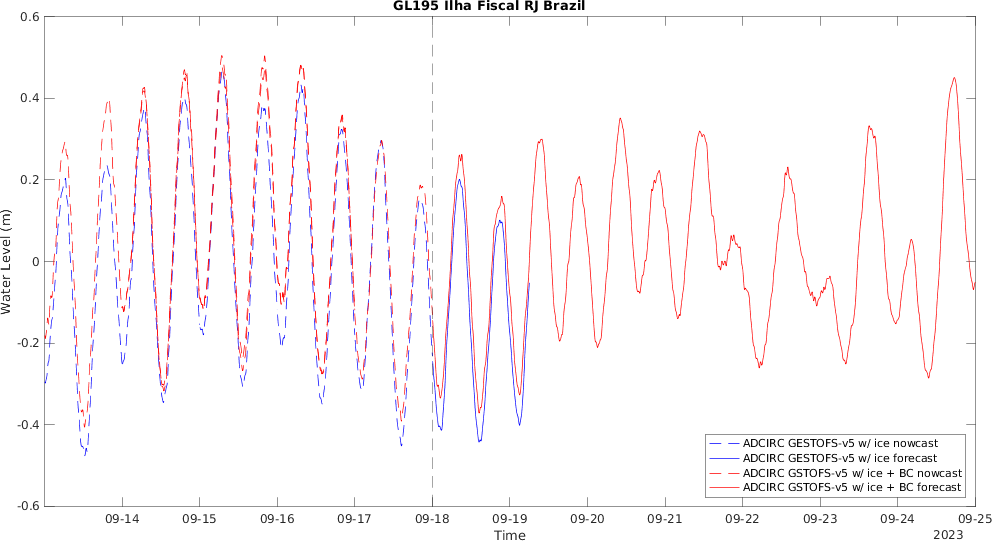 GL195 Ilha Fiscal RJ Brazil
0.6
0.4
0.2
0
-0.2
-0.4
-0.6
Water Level (m)
ADCIRC GESTOFS-v5 w/ ice nowcast
ADCIRC GESTOFS-v5 w/ ice forecast
ADCIRC GSTOFS-v5 w/ ice + BC nowcast
ADCIRC GSTOFS-v5 w/ ice + BC forecast
09-14 09-15 09-16 09-17 09-18 09-19 09-20 09-21 09-22 09-23 09-24 09-25
Time
2023